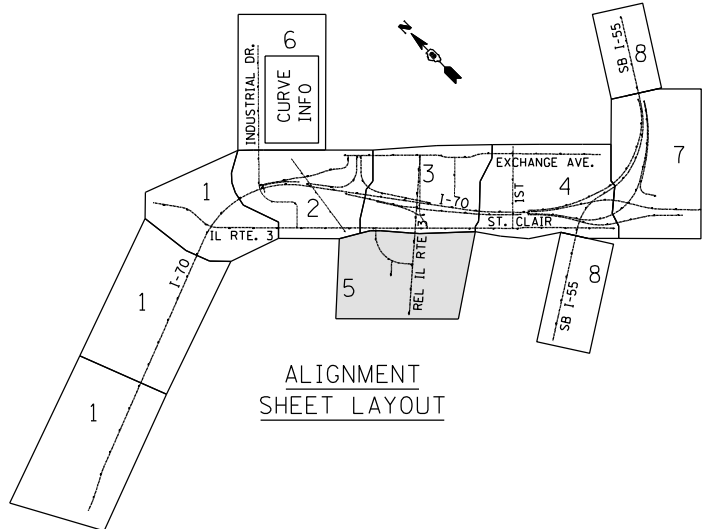 6
INDUSTRIAL DR.
CURVE
INFO
N
SB I-55
8
7
1
2
3
4
EXCHANGE AVE.
I-70
1ST
ST. CLAIR
IL RTE. 3
I-70
REL IL RTE 3
5
8
SB I-55
1
1
ALIGNMENT
SHEET LAYOUT